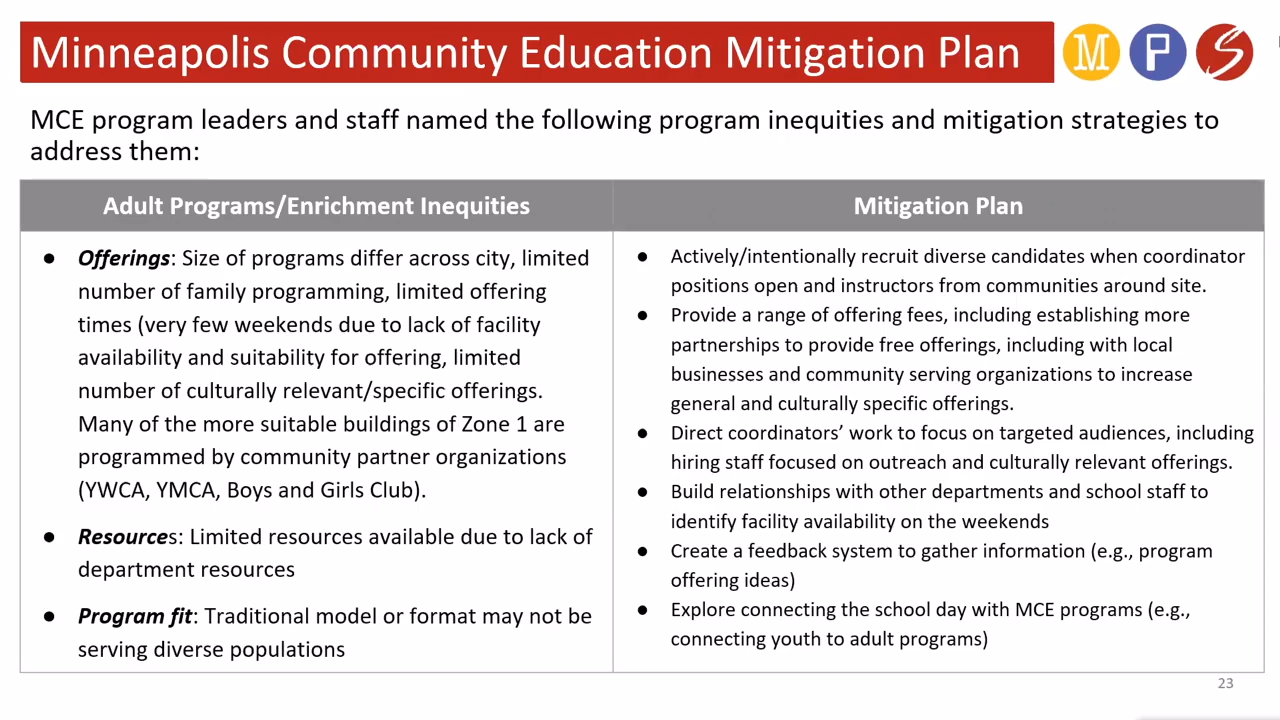 Minneapolis Community Education Mitigation Plan
M P S
MCE program leaders and staff named the following program inequities and mitigation strategies to
address them:
Adult Programs/Enrichment Inequities
● Offerings: Size of programs differ across city, limited
number of family programming, limited offering
times (very few weekends due to lack of facility
availability and suitability for offering, limited
number of culturally relevant/specific offerings.
Many of the more suitable buildings of Zone 1 are
programmed by community partner organizations
(YWCA, YMCA, Boys and Girls Club).
● Resources: Limited resources available due to lack of
department resources
● Program fit: Traditional model or format may not be
serving diverse populations
Mitigation Plan
● Actively/intentionally recruit diverse candidates when coordinator
positions open and instructors from communities around site.
● Provide a range of offering fees, including establishing more
partnerships to provide free offerings, including with local
businesses and community serving organizations to increase
general and culturally specific offerings.
● Direct coordinators’ work to focus on targeted audiences, including
hiring staff focused on outreach and culturally relevant offerings.
● Build relationships with other departments and school staff to
identify facility availability on the weekends
● Create a feedback system to gather information (e.g., program
offering ideas)
● Explore connecting the school day with MCE programs (e.g.,
connecting youth to adult programs)
23